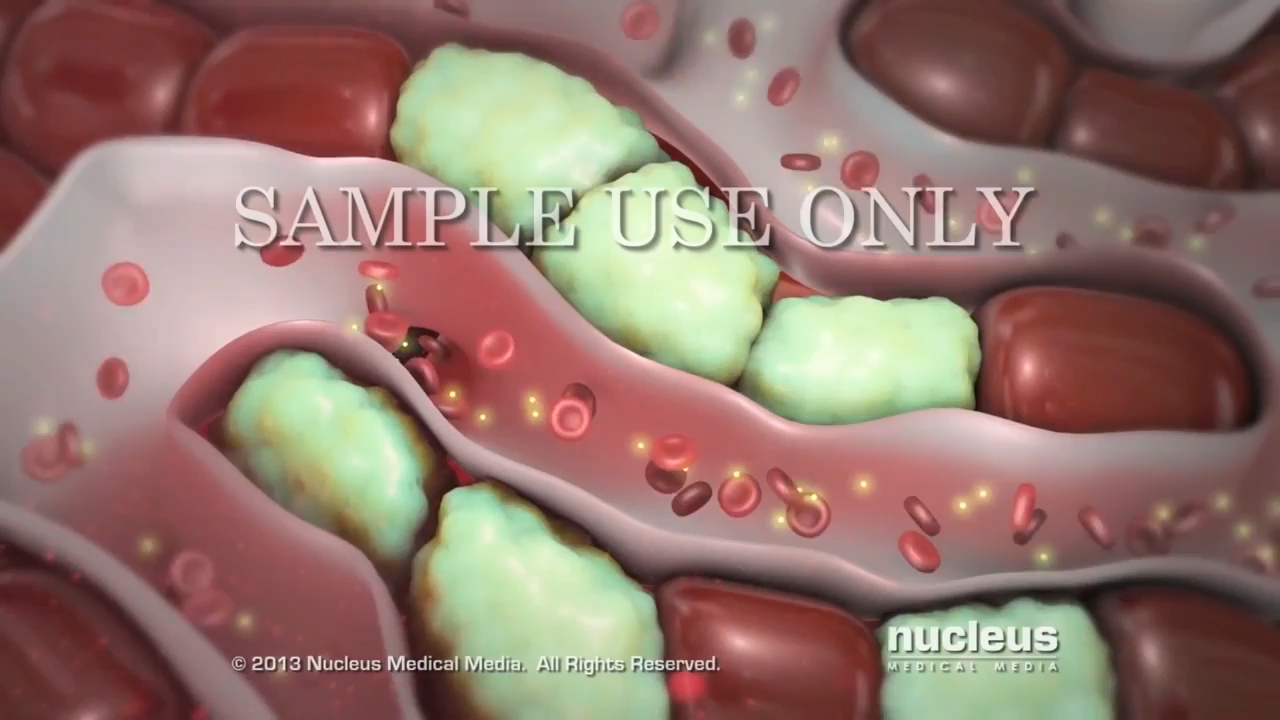 SAMPLE USE ONLY
nucleus
MEDICAL MEDIA
© 2013 Nucleus Medical Media. All Rights Reserved.